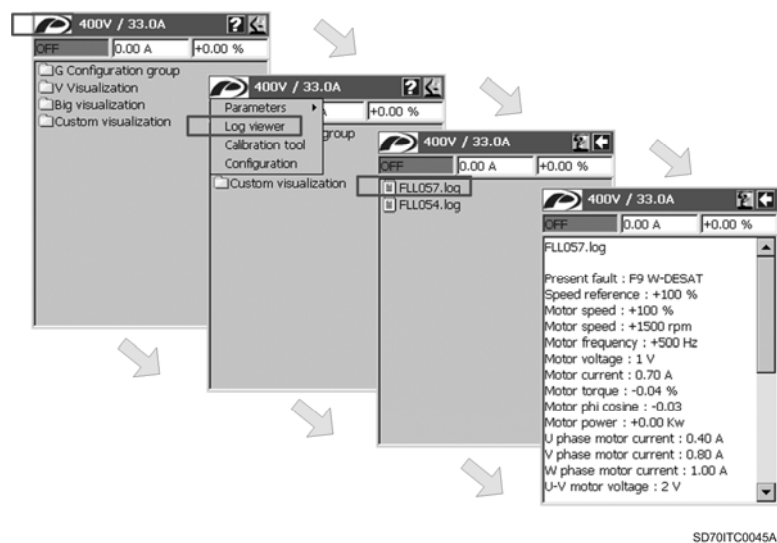 400V / 33.0A ?
OFF 0.00 A +0.00 %
G Configuration group
V Visualization
Big visualization
Custom visualization
400V / 33.0A ?
+0.00 %
Parameters
group
Log viewer
Calibration tool
Configuration
Custom visualization
400V / 33.0A
OFF 0.00 A +0.00 %
FLL057.log
FLL054.log
400V / 33.0A
OFF 0.00 A +0.00 %
FLL057.log
Present fault : F9 W-DESAT
Speed reference : +100 %
Motor speed : +100 %
Motor speed : +1500 rpm
Motor frequency : +500 Hz
Motor voltage : 1 V
Motor current : 0.70 A
Motor torque : -0.04 %
Motor phi cosine : -0.03
Motor power : +0.00 Kw
U phase motor current : 0.40 A
V phase motor current : 0.80 A
W phase motor current : 1.00 A
U-V motor voltage : 2 V
SD70ITC0045A